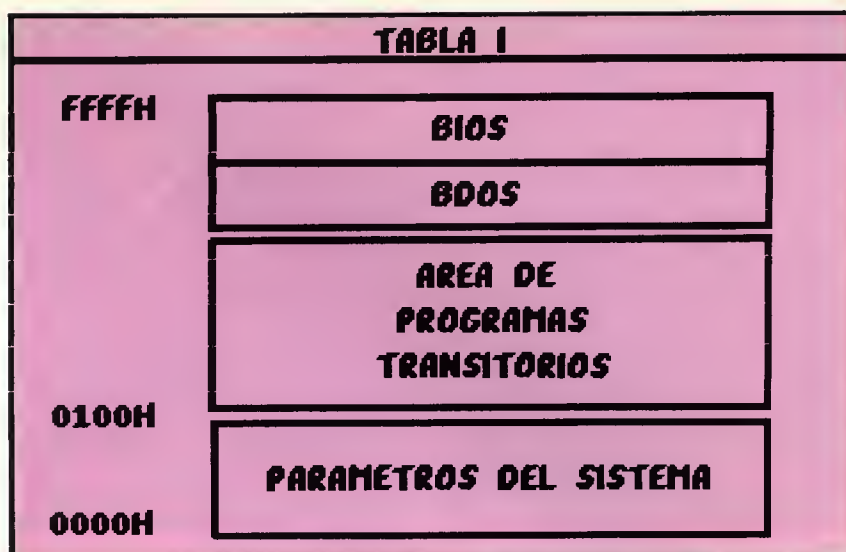 TABLA I
FFFFH
BIOS
BDOS
AREA DE
PROGRAMAS
TRANSITORIOS
0100H
PARAMETROS DEL SISTEMA
0000H